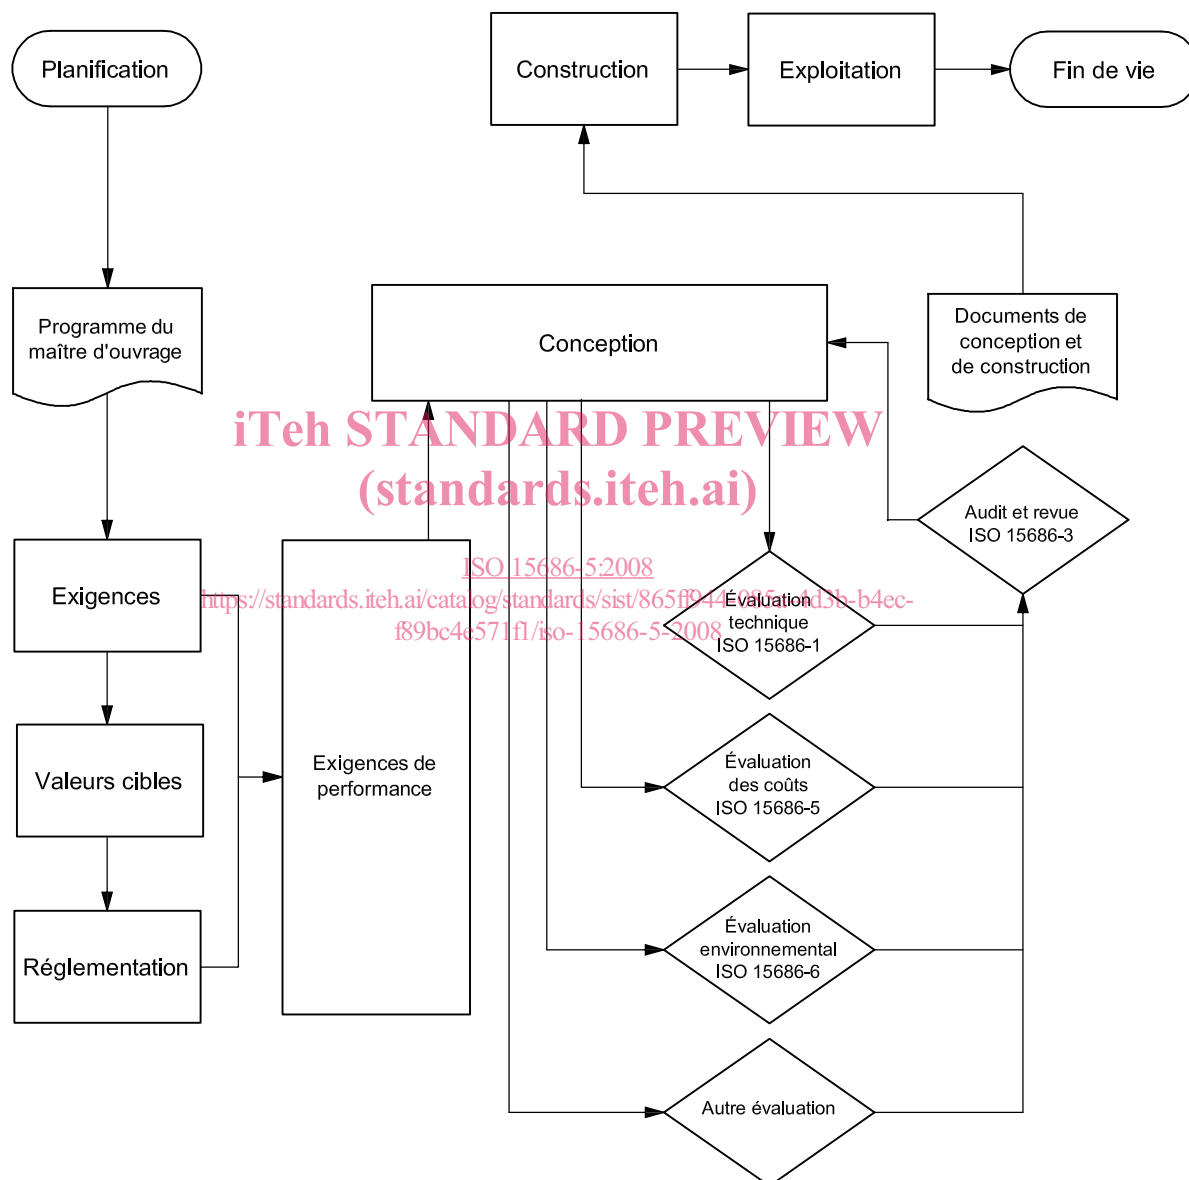 Planification
Construction
Exploitation
Fin de vie
Programme du
maître d'ouvrage
Conception
Documents de
conception et
de construction
iTeh STANDARD PREVIEW
(standards.iteh.ai)
Audit et revue
ISO 15686-3
Exigences
ISO 15686-5:2008
https://standards.iteh.ai/catalog/standards/sist/865ff944-085a-4d3b-b4ec-
f89bc4e571f1/iso-15686-5-2008
Évaluation
technique
ISO 15686-1
Valeurs cibles
Exigences de
performance
Évaluation
des coûts
ISO 15686-5
Réglementation
Évaluation
environnemental
ISO 15686-6
Autre évaluation